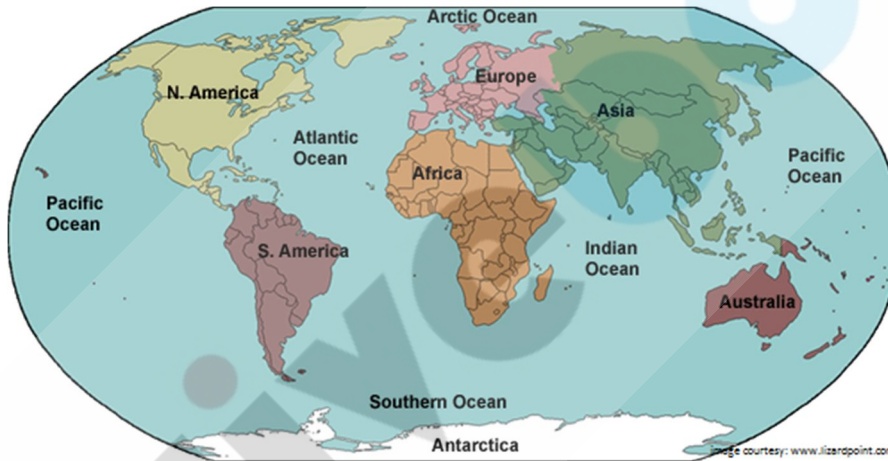 Arctic Ocean
Europe
N. America
Asia
Atlantic
Ocean
Pacific
Ocean
Africa
Pacific
Ocean
S. America
Indian
Ocean
Australia
Southern Ocean
Antarctica
image courtesy: www.lizardpoint.co